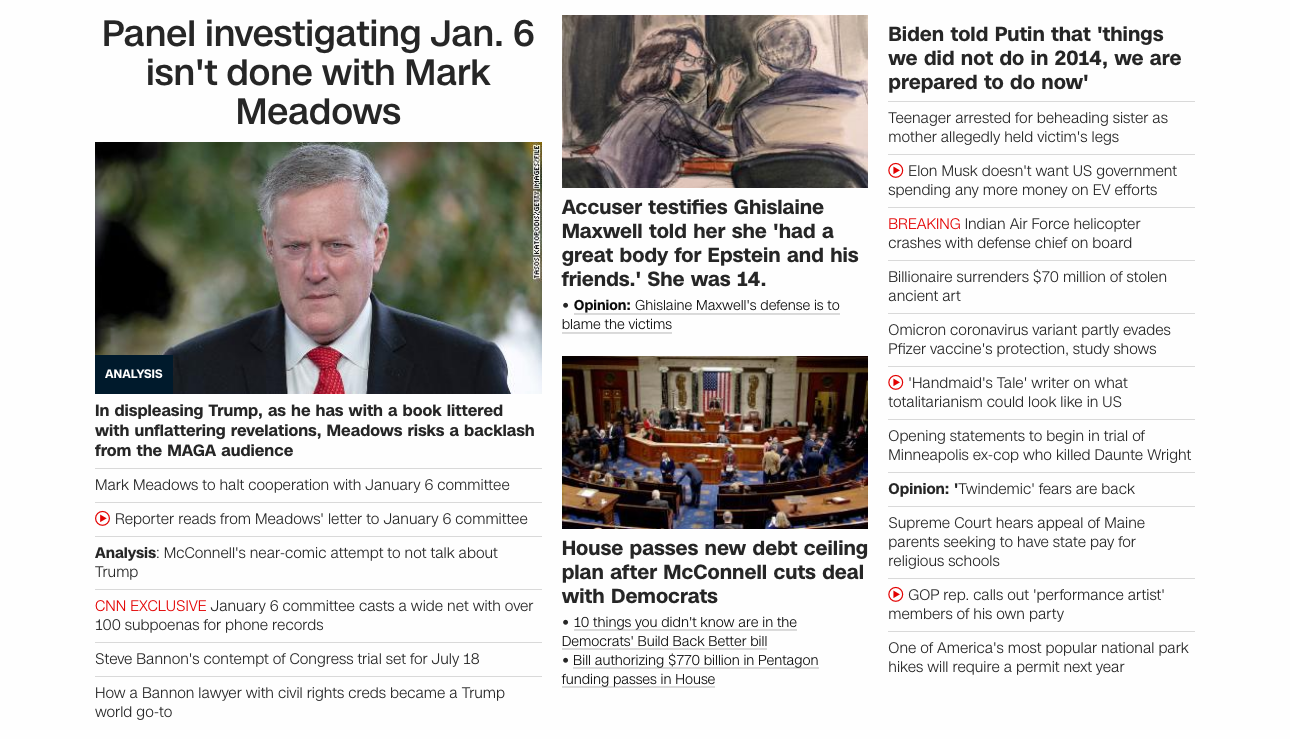 Panel investigating Jan. 6
isn't done with Mark
Meadows
TASOS KATOPODIS/GETTY IMAGES/FILE
ANALYSIS
In displeasing Trump, as he has with a book littered
with unflattering revelations, Meadows risks a backlash
from the MAGA audience
Mark Meadows to halt cooperation with January 6 committee
Reporter reads from Meadows' letter to January 6 committee
Analysis: McConnell's near-comic attempt to not talk about
Trump
CNN EXCLUSIVE January 6 committee casts a wide net with over
100 subpoenas for phone records
Steve Bannon's contempt of Congress trial set for July 18
How a Bannon lawyer with civil rights creds became a Trump
world go-to
Accuser testifies Ghislaine
Maxwell told her she 'had a
great body for Epstein and his
friends.' She was 14.
• Opinion: Ghislaine Maxwell's defense is to
blame the victims
House passes new debt ceiling
plan after McConnell cuts deal
with Democrats
• 10 things you didn't know are in the
Democrats' Build Back Better bill
• Bill authorizing $770 billion in Pentagon
funding passes in House
Biden told Putin that 'things
we did not do in 2014, we are
prepared to do now'
Teenager arrested for beheading sister as
mother allegedly held victim's legs
Elon Musk doesn't want US government
spending any more money on EV efforts
BREAKING Indian Air Force helicopter
crashes with defense chief on board
Billionaire surrenders $70 million of stolen
ancient art
Omicron coronavirus variant partly evades
Pfizer vaccine's protection, study shows
'Handmaid's Tale' writer on what
totalitarianism could look like in US
Opening statements to begin in trial of
Minneapolis ex-cop who killed Daunte Wright
Opinion: 'Twindemic' fears are back
Supreme Court hears appeal of Maine
parents seeking to have state pay for
religious schools
GOP rep. calls out 'performance artist'
members of his own party
One of America's most popular national park
hikes will require a permit next year